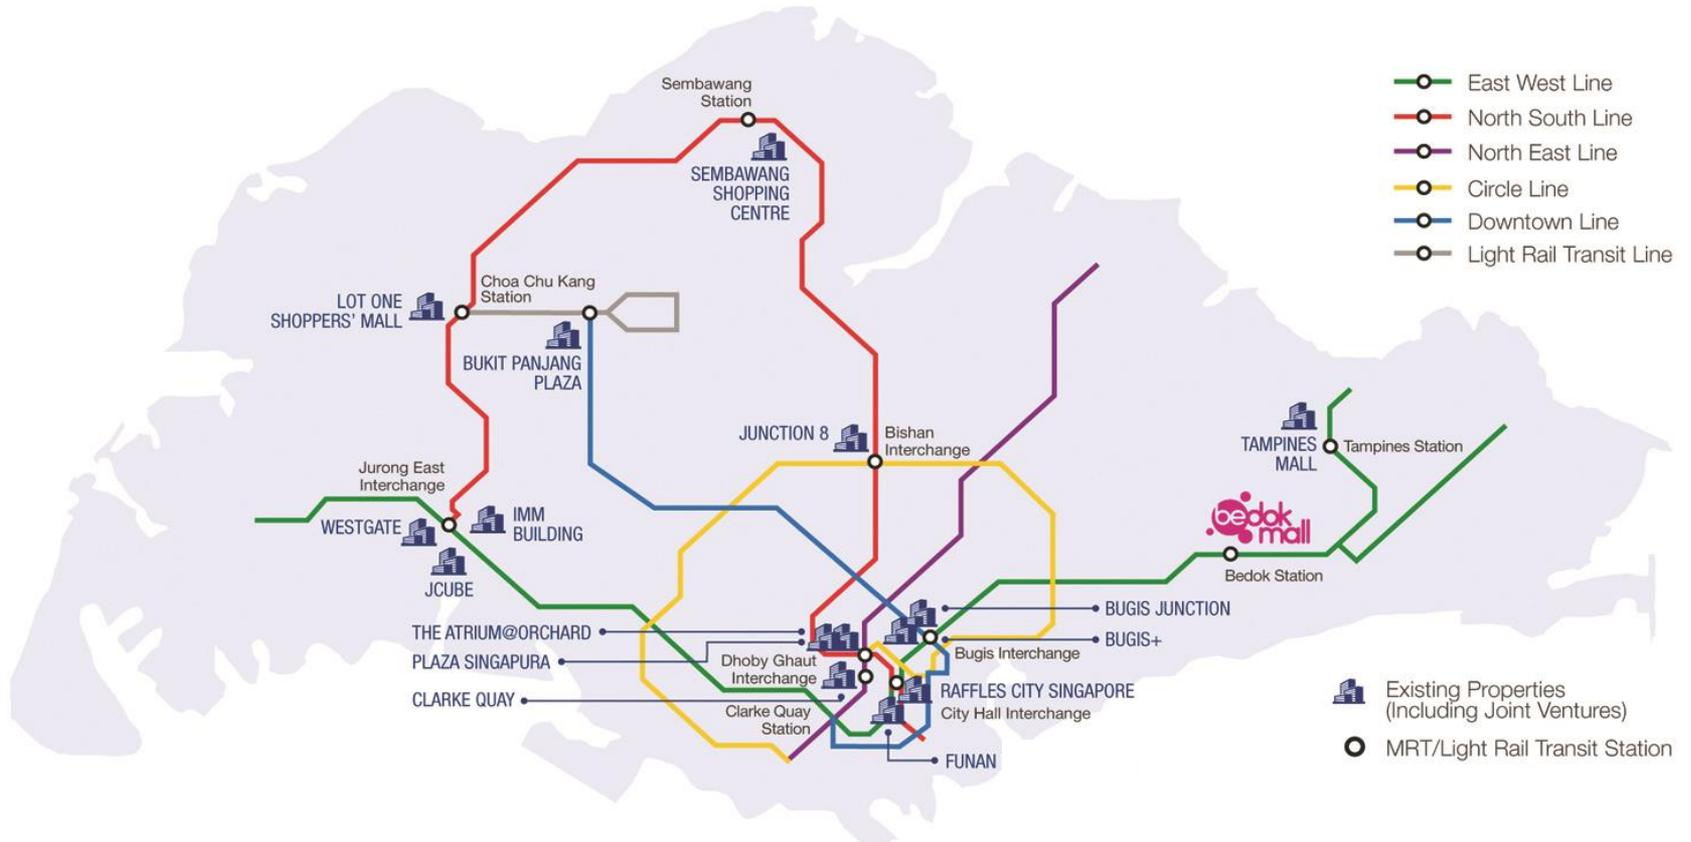 Sembawang
Station
SEMBAWANG
SHOPPING
CENTRE
East West Line
North South Line
North East Line
Circle Line
Downtown Line
Light Rail Transit Line
Choa Chu Kang
Station
LOT ONE
SHOPPERS' MALL
BUKIT PANJANG
PLAZA
JUNCTION 8
Bishan
Interchange
TAMPINES
MALL
Tampines Station
Jurong East
Interchange
WESTGATE
IMM
BUILDING
JCUBE
bedok
mall
Bedok Station
THE ATRIUM@ORCHARD
PLAZA SINGAPURA
CLARKE QUAY
Dhoby Ghaut
Interchange
Clarke Quay
Station
BUGIS JUNCTION
BUGIS+
Bugis Interchange
RAFFLES CITY SINGAPORE
City Hall Interchange
FUNAN
Existing Properties
(Including Joint Ventures)
MRT/Light Rail Transit Station